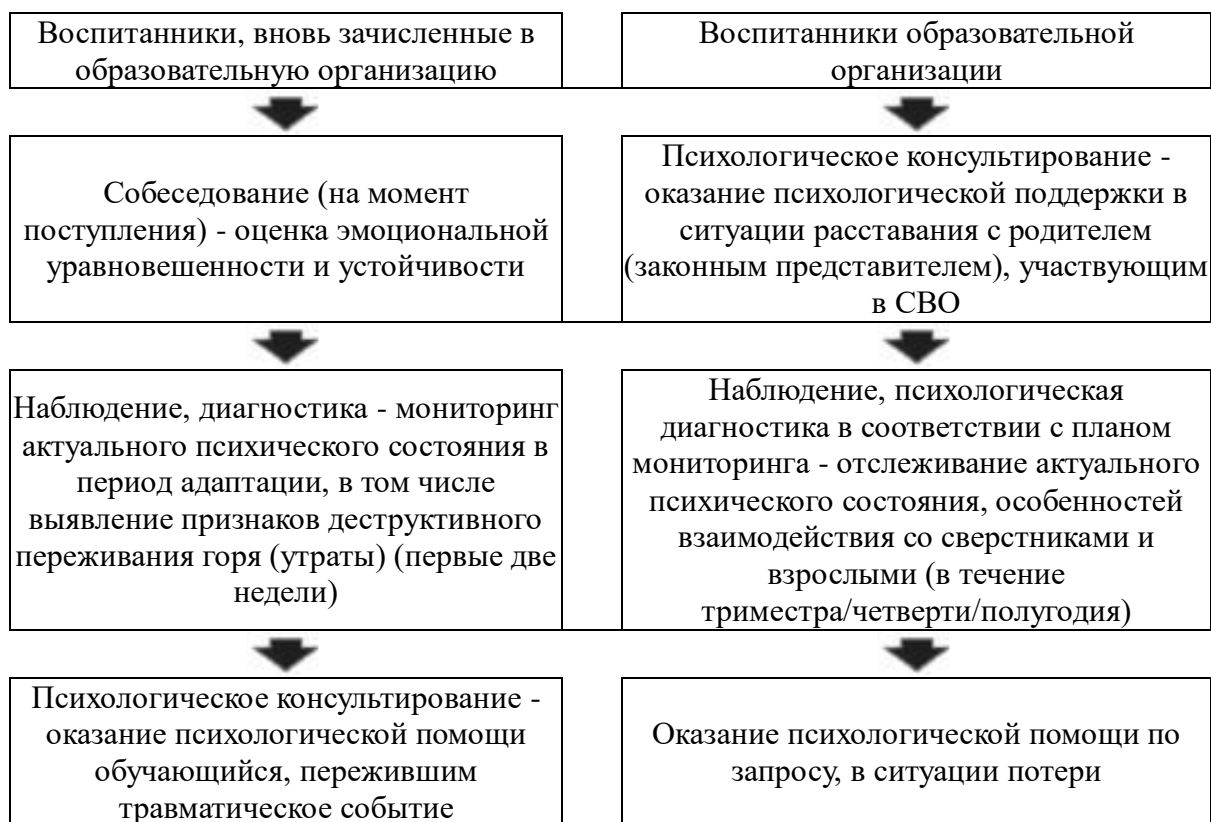 Воспитанники, вновь зачисленные в
образовательную организацию
Воспитанники образовательной
организации
Собеседование (на момент
поступления) - оценка эмоциональной
уравновешенности и устойчивости
Психологическое консультирование -
оказание психологической поддержки в
ситуации расставания с родителем
(законным представителем), участвующим
в СВО
Наблюдение, диагностика - мониторинг
актуального психического состояния в
период адаптации, в том числе
выявление признаков деструктивного
переживания горя (утраты) (первые две
недели)
Наблюдение, психологическая
диагностика в соответствии с планом
мониторинга - отслеживание актуального
психического состояния, особенностей
взаимодействия со сверстниками и
взрослыми (в течение
триместра/четверти/полугодия)
Психологическое консультирование -
оказание психологической помощи
обучающийся, пережившим
травматическое событие
Оказание психологической помощи по
запросу, в ситуации потери